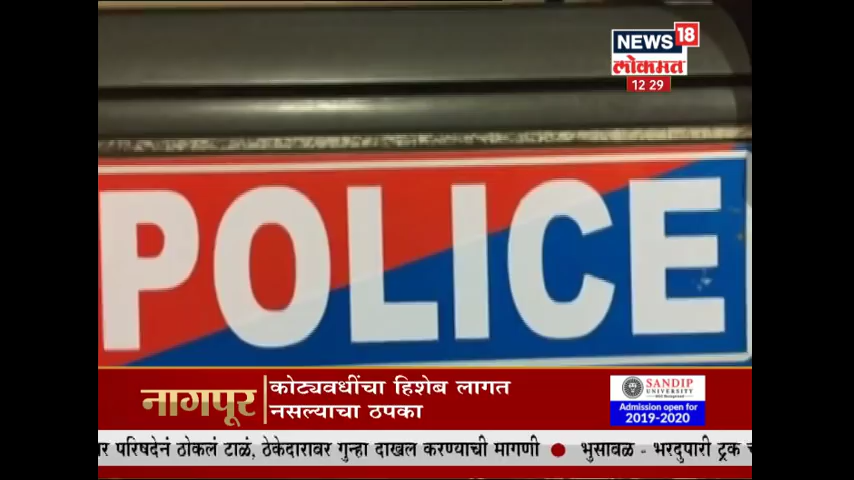 NEWS 18
लोकमत
12 29
POLICE
नागपूर
कोट्यवधींचा हिशेब लागत
नसल्याचा ठपका
SANDIP
UNIVERSITY
Admission open for
2019-2020
परिषदेनं ठोकलं टाळं, ठेकेदारावर गुन्हा दाखल करण्याची मागणी ● भुसाबळ - भरदुपारी ट्रक